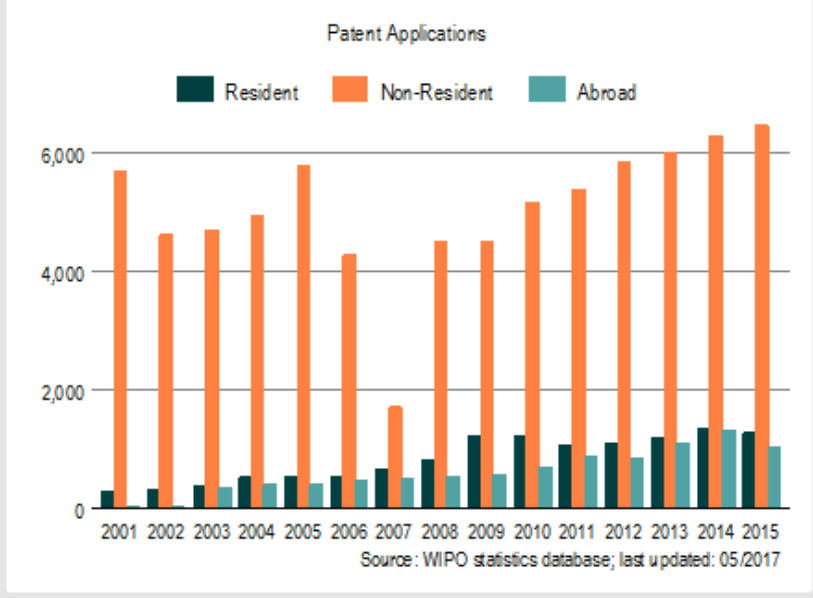 Patent Applications
Resident Non-Resident Abroad
6,000
4,000
2,000
0
2001 2002 2003 2004 2005 2006 2007 2008 2009 2010 2011 2012 2013 2014 2015
Source: WIPO statistics database; last updated: 05/2017